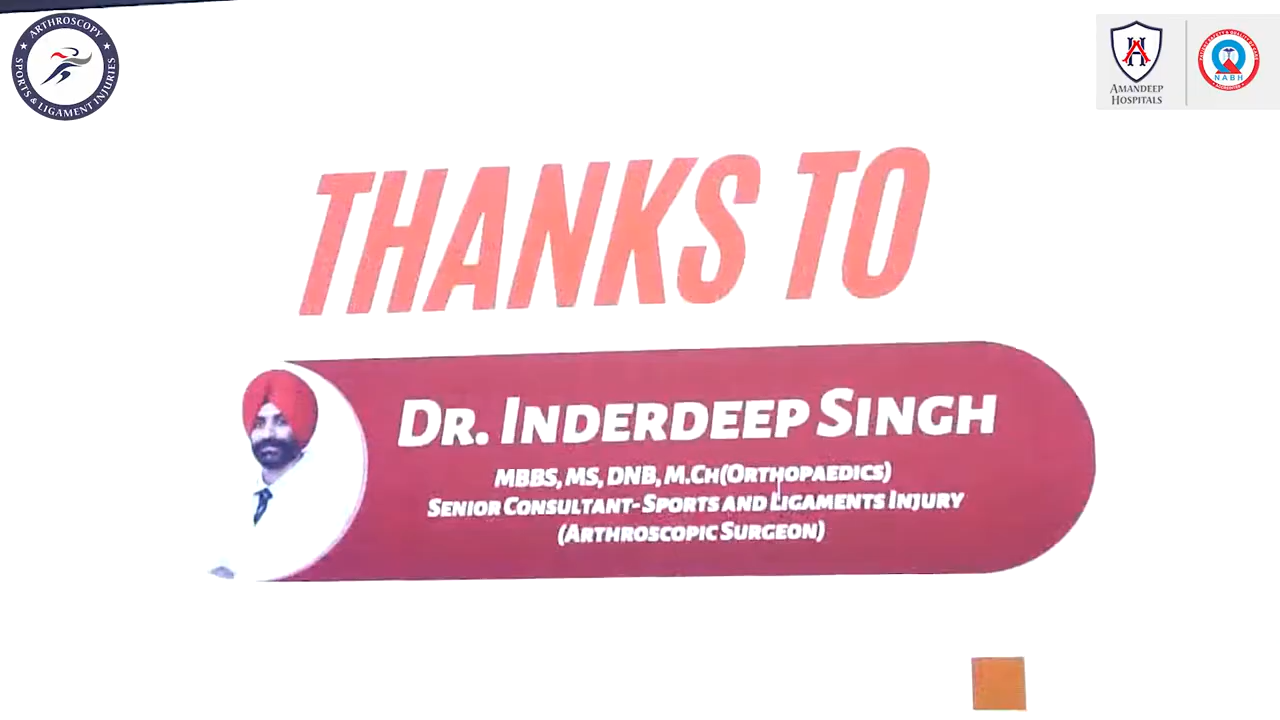 ARTHROSCOPY
SPORTS & LIGAMENT INJURIES
AMANDEEP
HOSPITALS
NABH
THANKS TO
DR. INDERDEEP SINGH
MBBS, MS, DNB, M.CH(ORTHOPAEDICS)
SENIOR CONSULTANT- SPORTS AND LIGAMENTS INJURY
(ARTHROSCOPIC SURGEON)